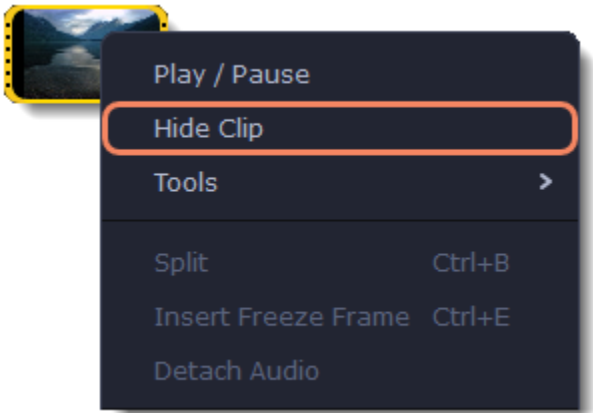 Play / Pause
Hide Clip
Tools
Split Ctrl+B
Insert Freeze Frame Ctrl+E
Detach Audio